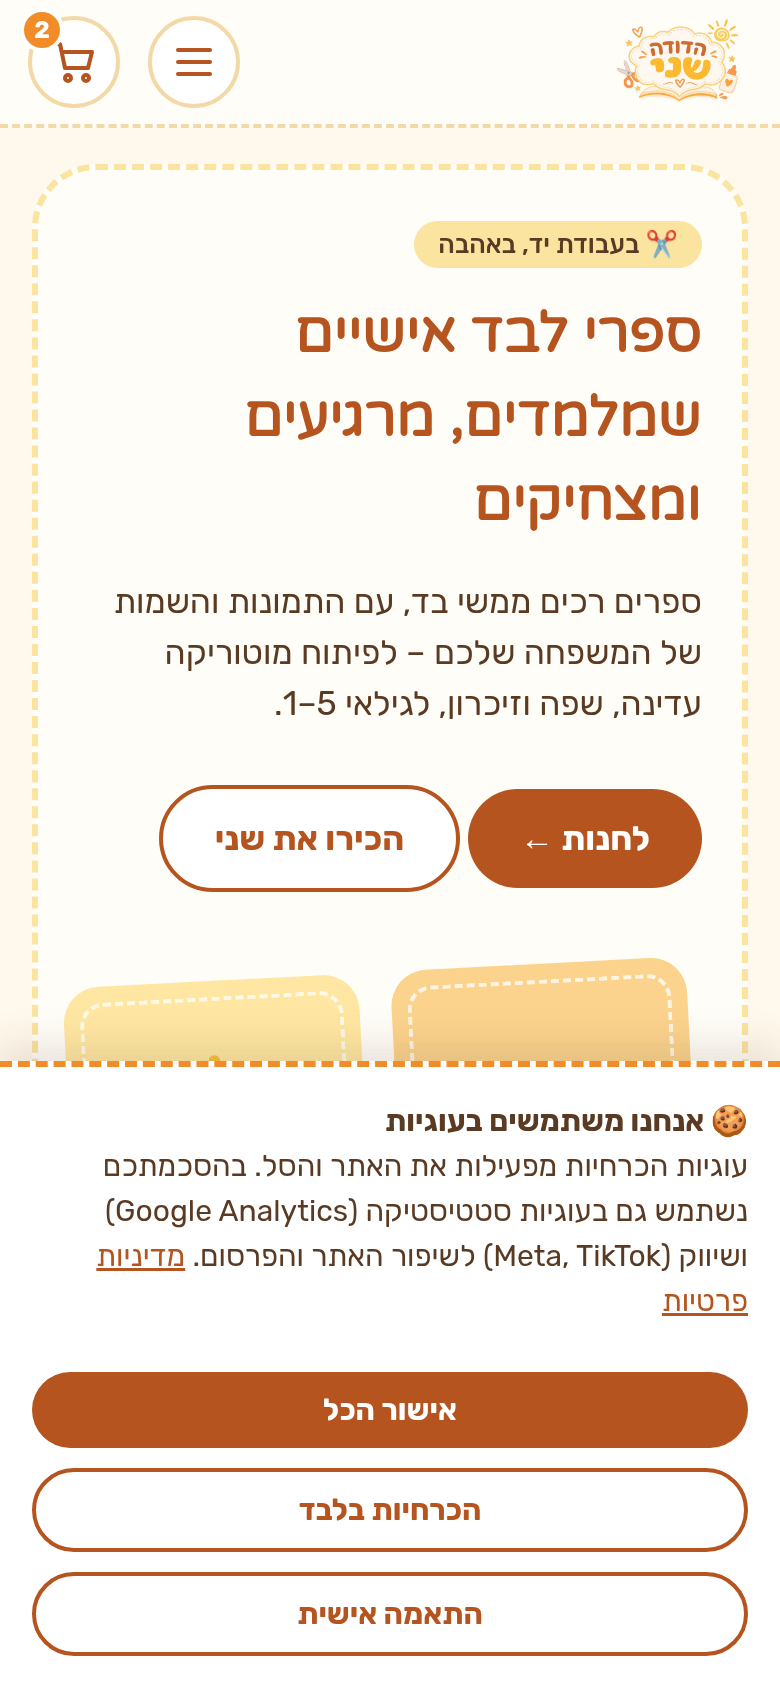 הדודה
שני
2
✂️ בעבודת יד, באהבה
ספרי לבד אישיים
שמלמדים, מרגיעים
ומצחיקים
ספרים רכים ממשי בד, עם התמונות והשמות
של המשפחה שלכם – לפיתוח מוטוריקה
עדינה, שפה וזיכרון, לגילאי 1–5.
לחנות ←
הכירו את שני
🍪 אנחנו משתמשים בעוגיות
עוגיות הכרחיות מפעילות את האתר והסל. בהסכמתכם
נשתמש גם בעוגיות סטטיסטיקה (Google Analytics)
ושיווק (Meta, TikTok) לשיפור האתר והפרסום. מדיניות
פרטיות
אישור הכל
הכרחיות בלבד
התאמה אישית